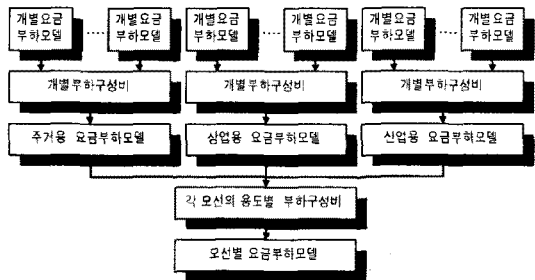 개별요금 개별요금 개별요금 개별요금 개별요금 개별요금
부하모델 부하모델 부하모델 부하모델 부하모델 부하모델
개별부하구성비 개별부하구성비 개별부하구성비
주거용 요금부하모델 상업용 요금부하모델 산업용 요금부하모델
각 모선의 용도별 부하구성비
모선별 요금부하모델